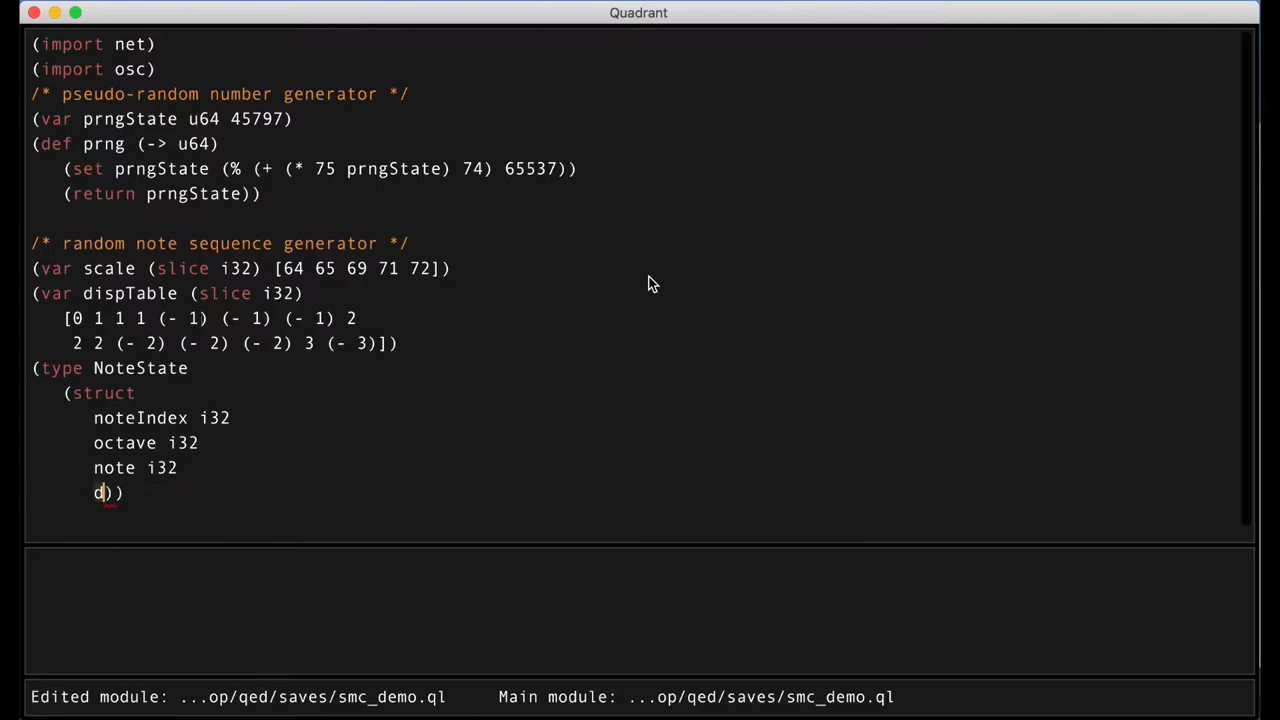 Quadrant
(import net)
(import osc)
/* pseudo-random number generator */
(var prngState u64 45797)
(def prng (-> u64)
   (set prngState (% (+ (* 75 prngState) 74) 65537))
   (return prngState))
/* random note sequence generator */
(var scale (slice i32) [64 65 69 71 72])
(var dispTable (slice i32)
   [0 1 1 1 (- 1) (- 1) (- 1) 2
    2 2 (- 2) (- 2) (- 2) 3 (- 3)])
(type NoteState
   (struct
      noteIndex i32
      octave i32
      note i32
      d))
Edited module: ...op/qed/saves/smc_demo.ql     Main module: ...op/qed/saves/smc_demo.ql